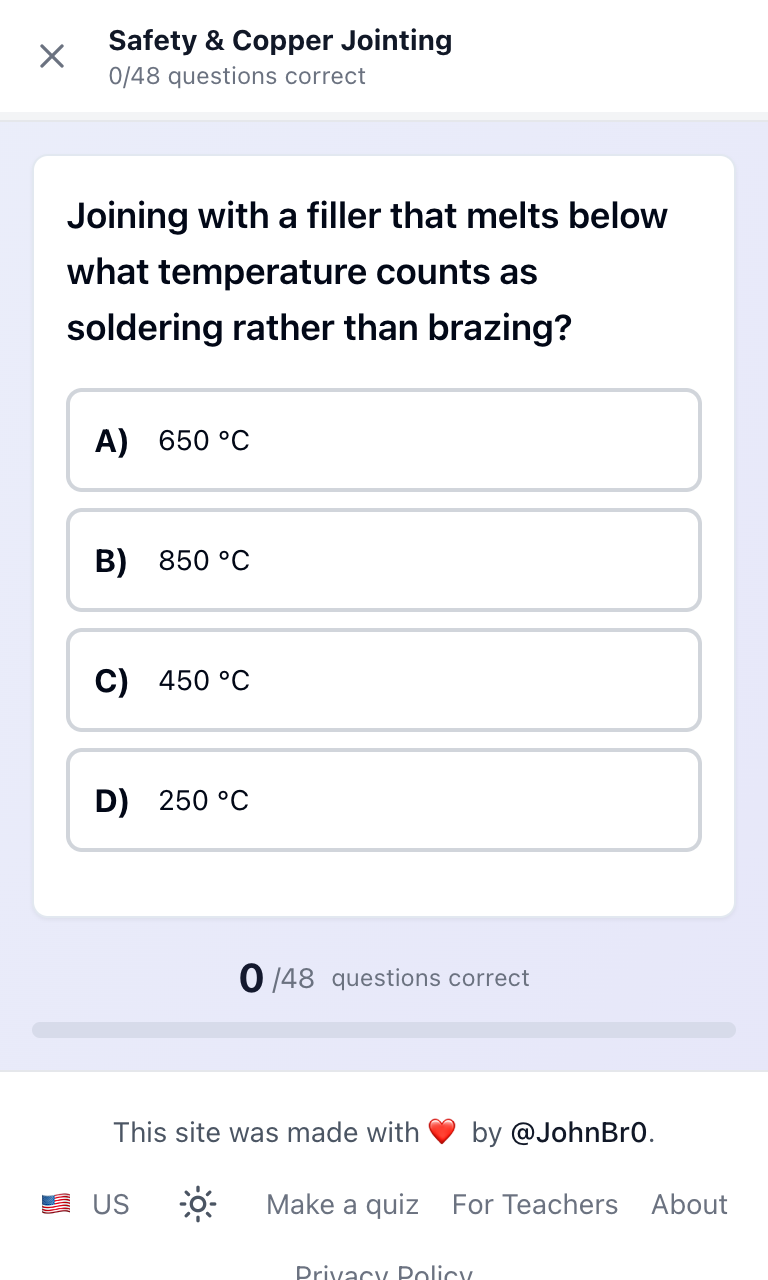 Safety & Copper Jointing
0/48 questions correct
Joining with a filler that melts below
what temperature counts as
soldering rather than brazing?
A) 650 °C
B) 850 °C
C) 450 °C
D) 250 °C
0 /48 questions correct
This site was made with ❤️ by @JohnBr0.
🇺🇸 US Make a quiz For Teachers About
Privacy Policy